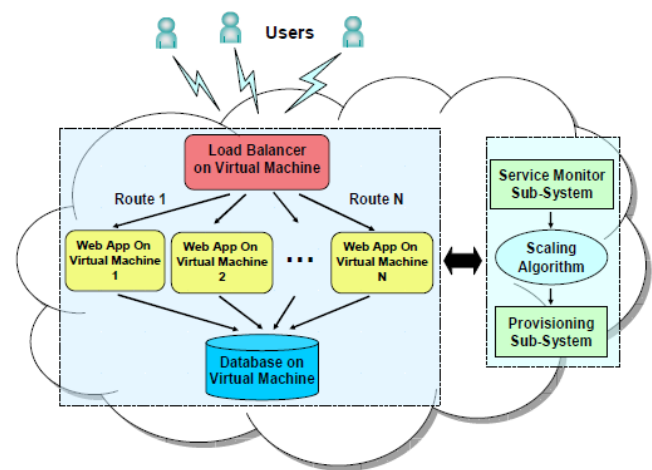 Users
Load Balancer
on Virtual Machine
Route 1
Route N
Web App On
Virtual Machine
1
Web App On
Virtual Machine
2
...
Web App On
Virtual Machine
N
Database on
Virtual Machine
Service Monitor
Sub-System
Scaling
Algorithm
Provisioning
Sub-System